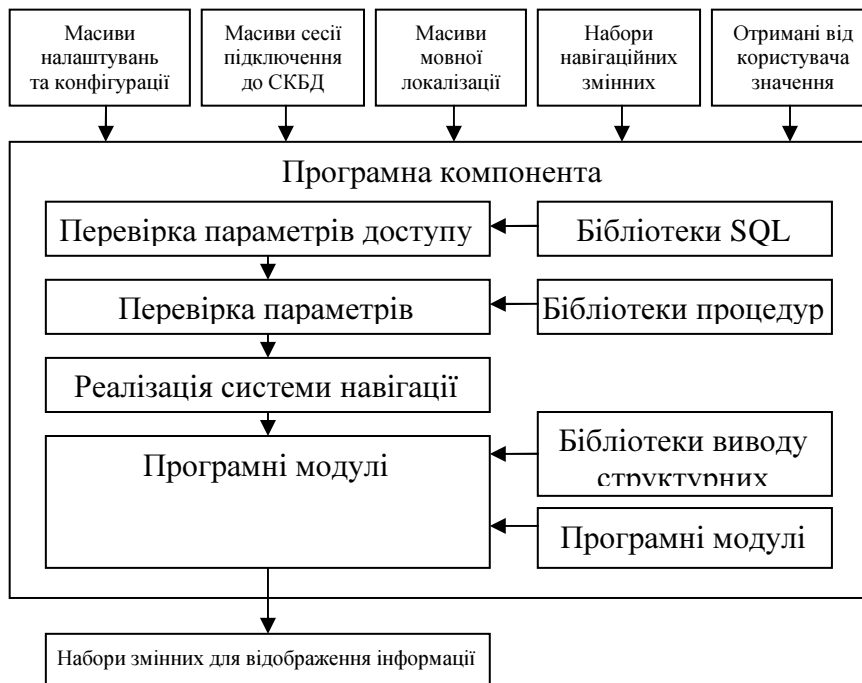 Масиви
налаштувань
та конфігурації
Масиви сесії
підключення
до СКБД
Масиви
мовної
локалізації
Набори
навігаційних
змінних
Отримані від
користувача
значення
Програмна компонента
Перевірка параметрів доступу
Бібліотеки SQL
Перевірка параметрів
Бібліотеки процедур
Реалізація системи навігації
Програмні модулі
Бібліотеки виводу
структурних
Програмні модулі
Набори змінних для відображення інформації